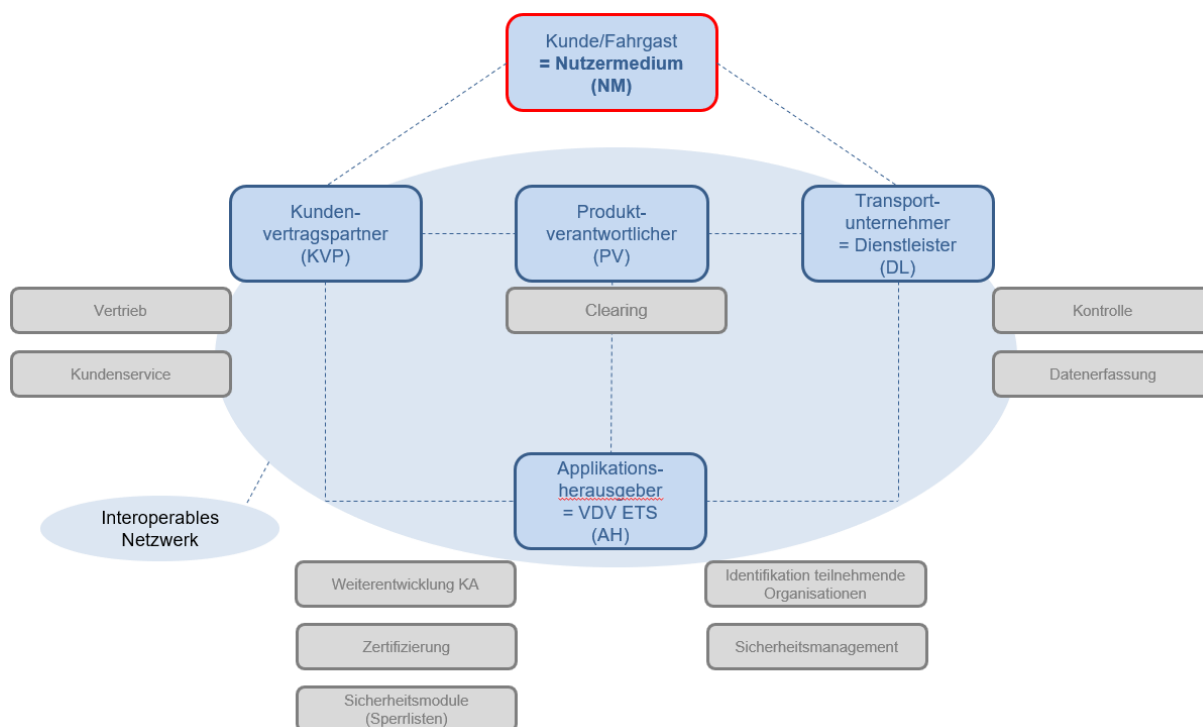 Kunde/Fahrgast
= Nutzermedium
(NM)
Kunden-
vertragspartner
(KVP)
Produkt-
verantwortlicher
(PV)
Transport-
unternehmer
= Dienstleister
(DL)
Vertrieb
Clearing
Kontrolle
Kundenservice
Datenerfassung
Applikations-
herausgeber
= VDV ETS
(AH)
Interoperables
Netzwerk
Weiterentwicklung KA
Identifikation teilnehmende
Organisationen
Zertifizierung
Sicherheitsmanagement
Sicherheitsmodule
(Sperrlisten)